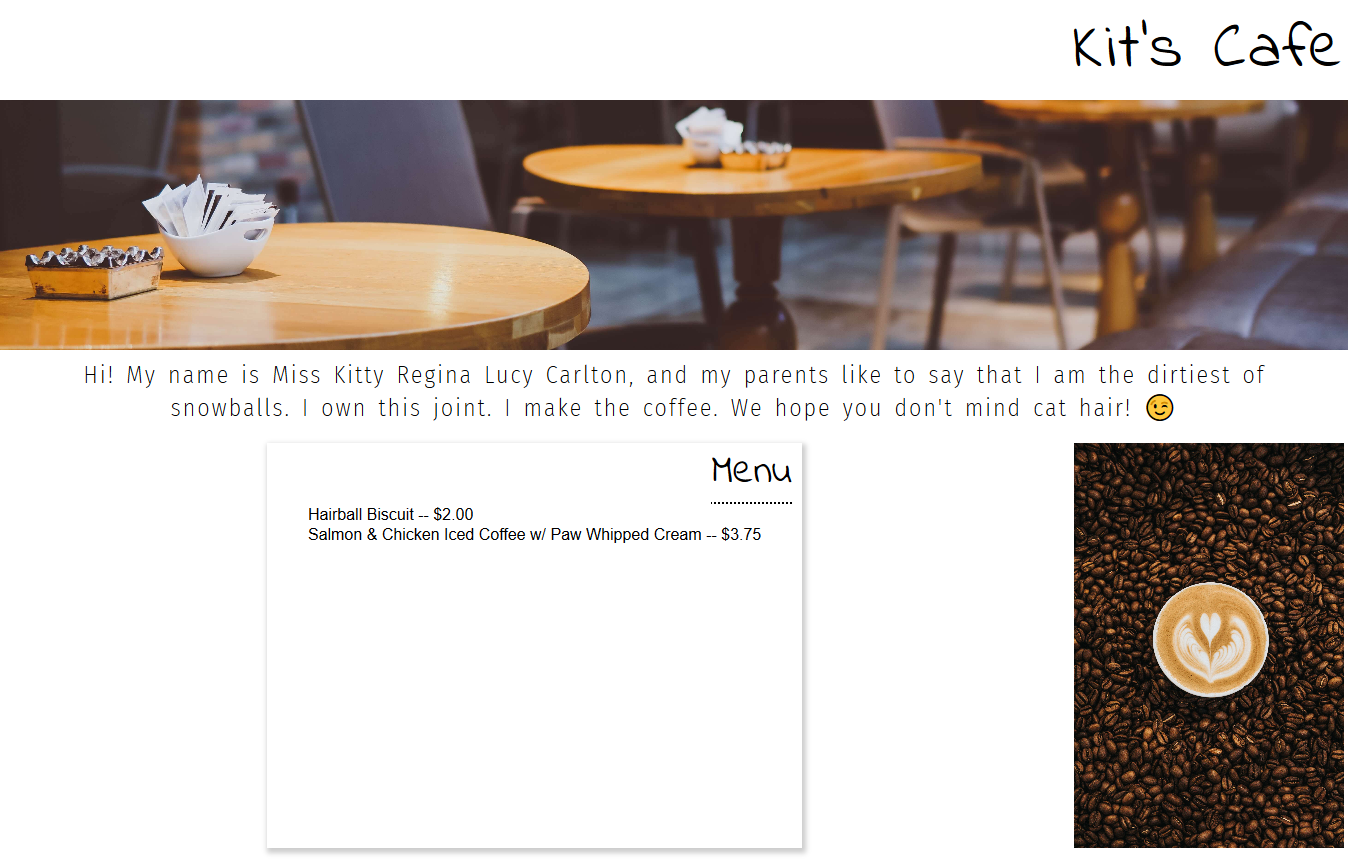 Kit's Cafe
Hi! My name is Miss Kitty Regina Lucy Carlton, and my parents like to say that I am the dirtiest of
snowballs. I own this joint. I make the coffee. We hope you don't mind cat hair! 😉
Menu
Hairball Biscuit -- $2.00
Salmon & Chicken Iced Coffee w/ Paw Whipped Cream -- $3.75